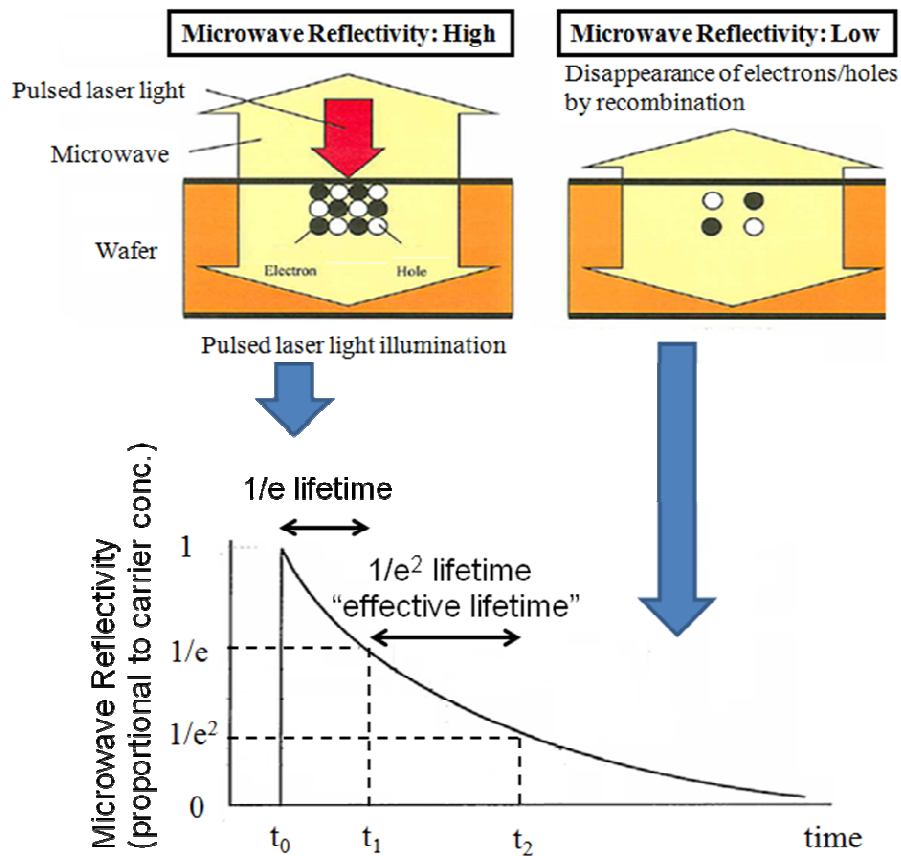 Microwave Reflectivity: High
Microwave Reflectivity: Low
Disappearance of electrons/holes
by recombination
Pulsed laser light
Microwave
Wafer
Electron
Hole
Pulsed laser light illumination
Microwave Reflectivity
(proportional to carrier conc.)
1/e lifetime
1/e² lifetime
“effective lifetime”
1
1/e
1/e²
0
t₀
t₁
t₂
time